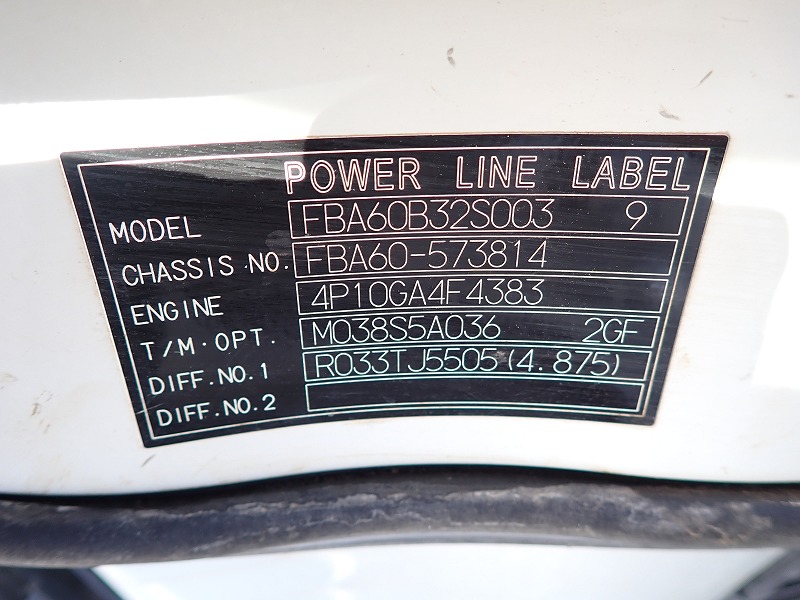 POWER LINE LABEL
MODEL FBA60B32S003 9
CHASSIS NO. FBA60-573814
ENGINE 4P10GA4F4383
T/M·OPT. M038S5A036 2GF
DIFF.NO.1 R033TJ5505(4.875)
DIFF.NO.2